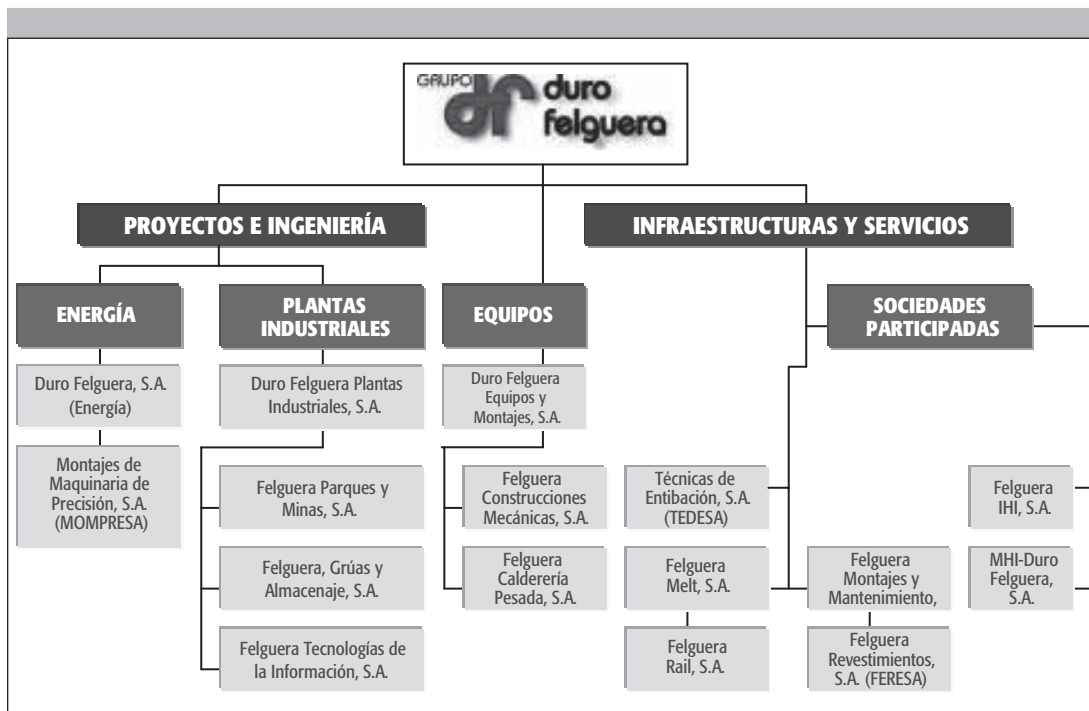 GRUPO
duro
felguera
PROYECTOS E INGENIERÍA
INFRAESTRUCTURAS Y SERVICIOS
ENERGÍA
PLANTAS
INDUSTRIALES
EQUIPOS
SOCIEDADES
PARTICIPADAS
Duro Felguera, S.A.
(Energía)
Duro Felguera Plantas
Industriales, S.A.
Duro Felguera
Equipos y
Montajes, S.A.
Montajes de
Maquinaria de
Precisión, S.A.
(MOMPRESA)
Felguera Parques y
Minas, S.A.
Felguera
Construcciones
Mecánicas, S.A.
Técnicas de
Entibación, S.A.
(TEDESA)
Felguera
IHI, S.A.
Felguera, Grúas y
Almacenaje, S.A.
Felguera
Calderería
Pesada, S.A.
Felguera
Melt, S.A.
Felguera
Montajes y
Mantenimiento,
MHI-Duro
Felguera,
S.A.
Felguera Tecnologías de
la Información, S.A.
Felguera
Rail, S.A.
Felguera
Revestimientos,
S.A. (FERESA)